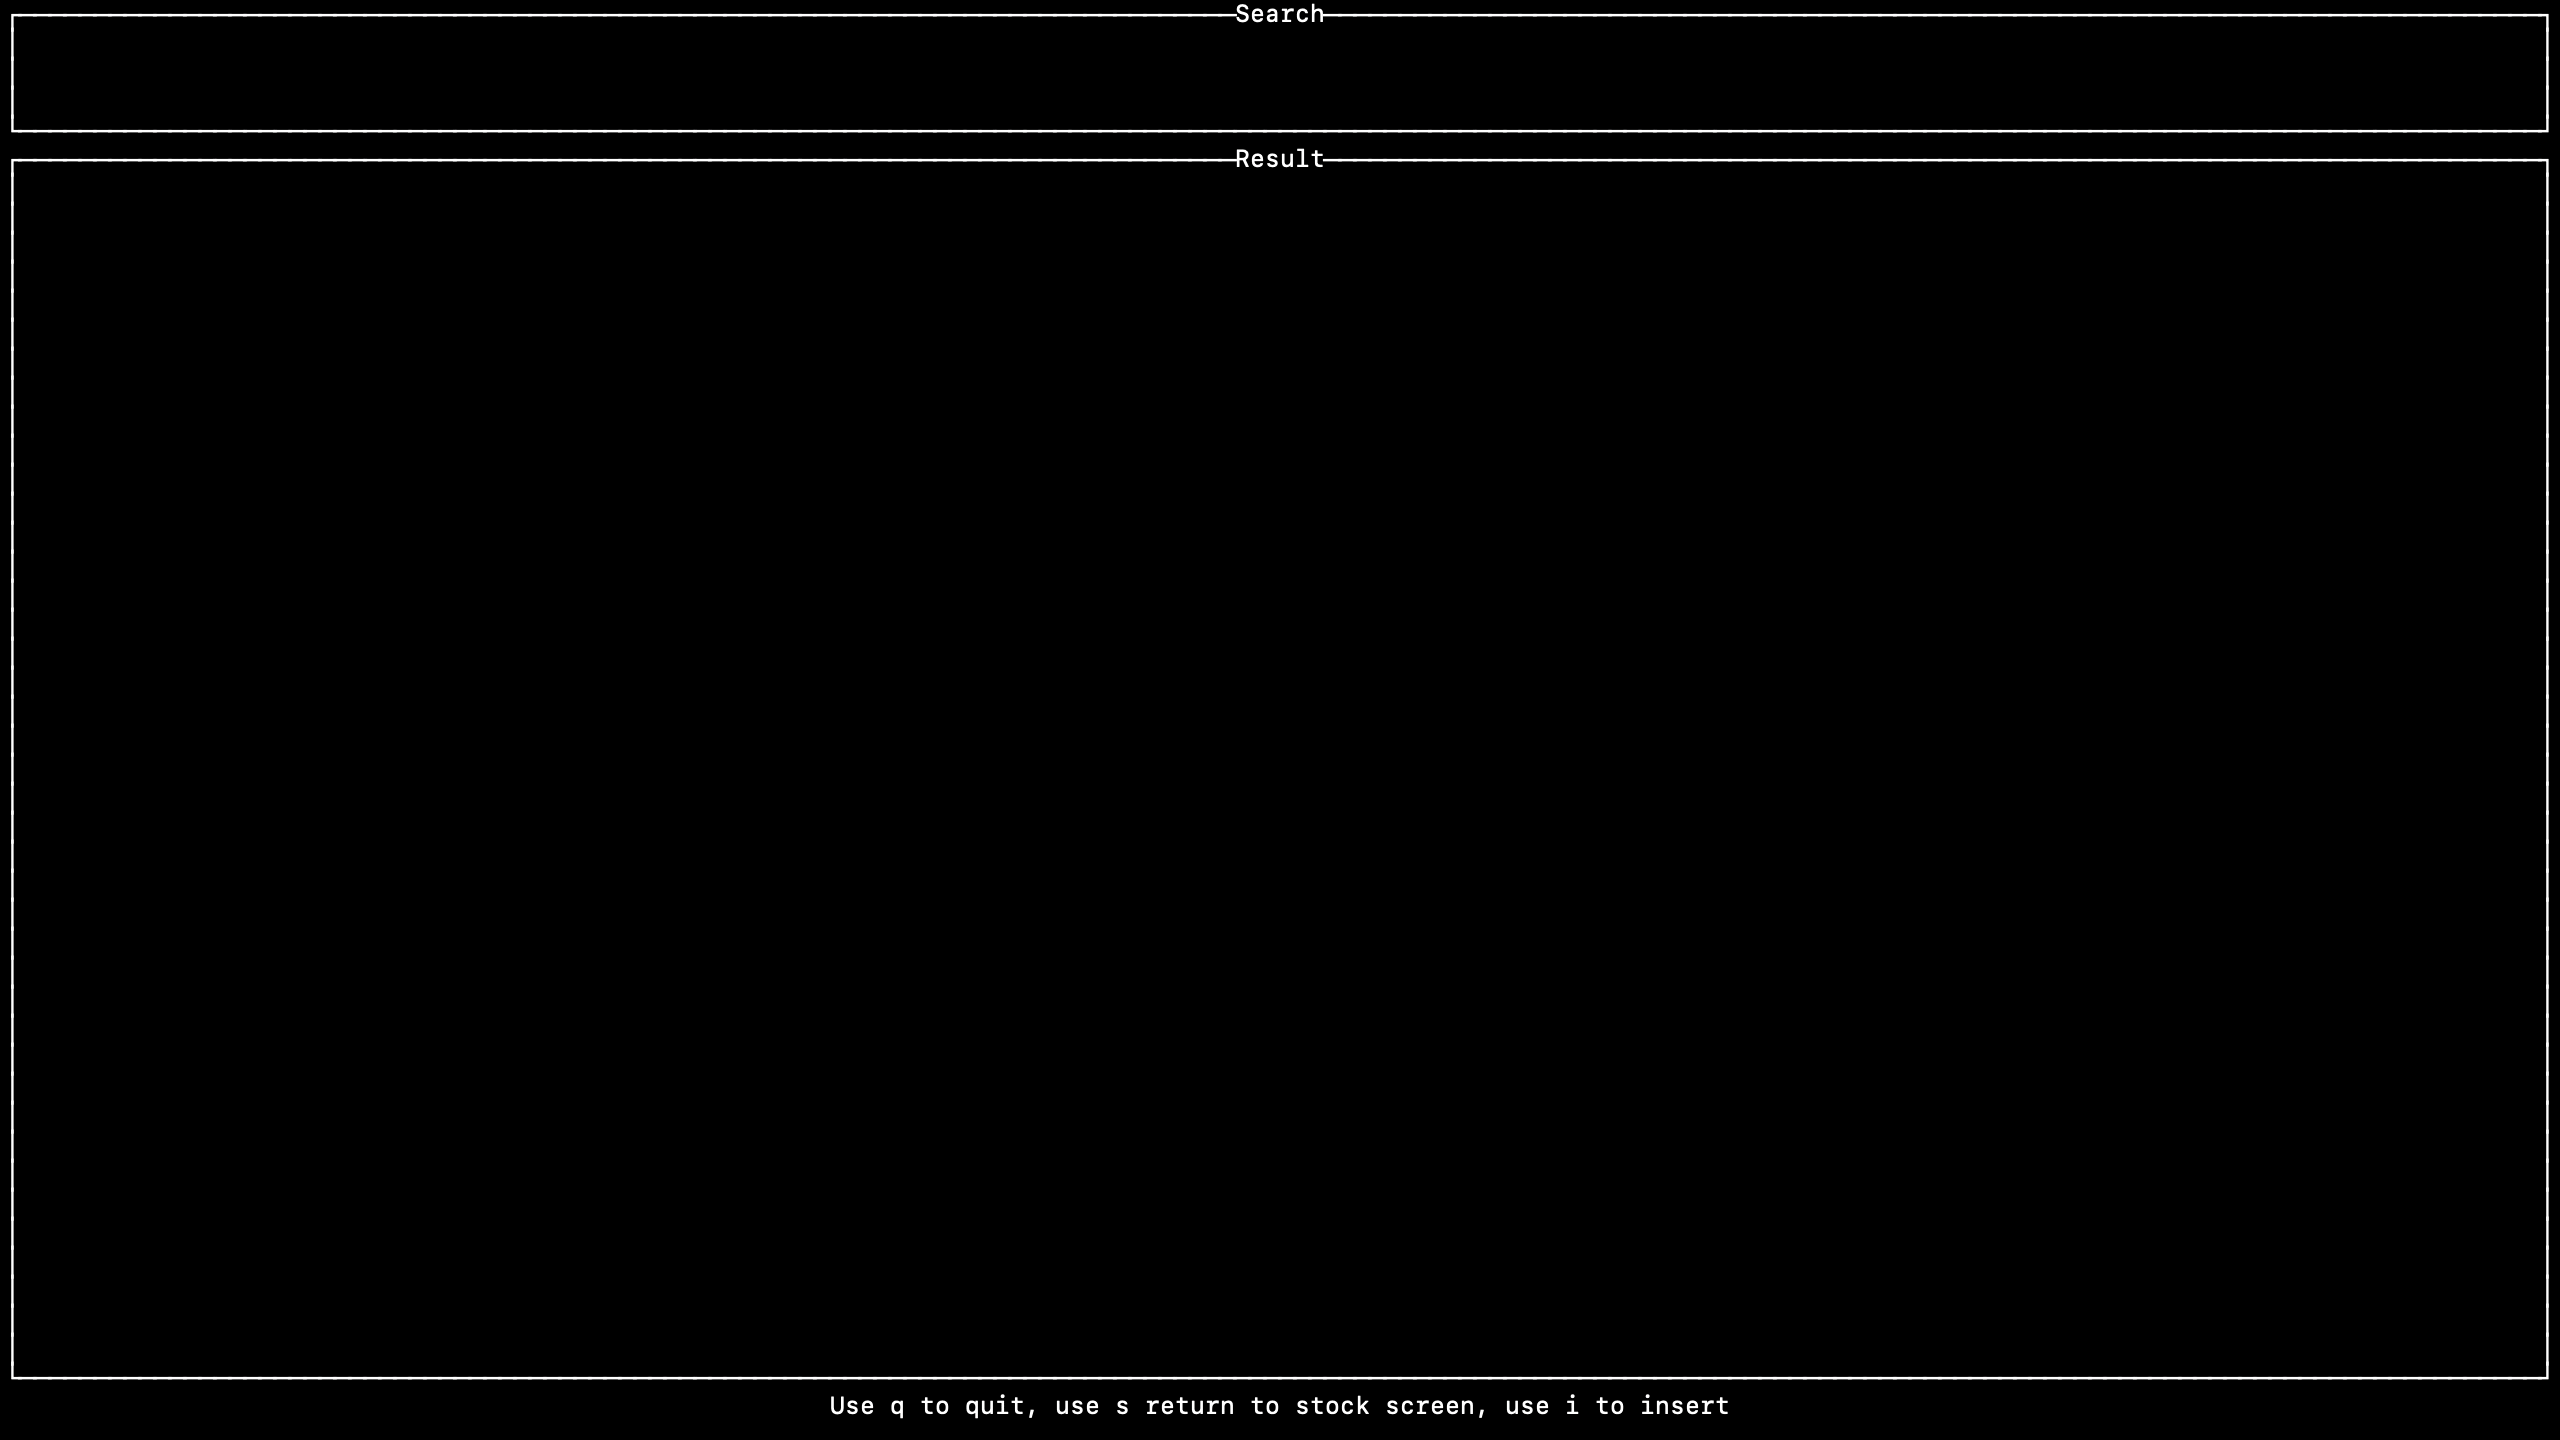 Search
Result
Use q to quit, use s return to stock screen, use i to insert